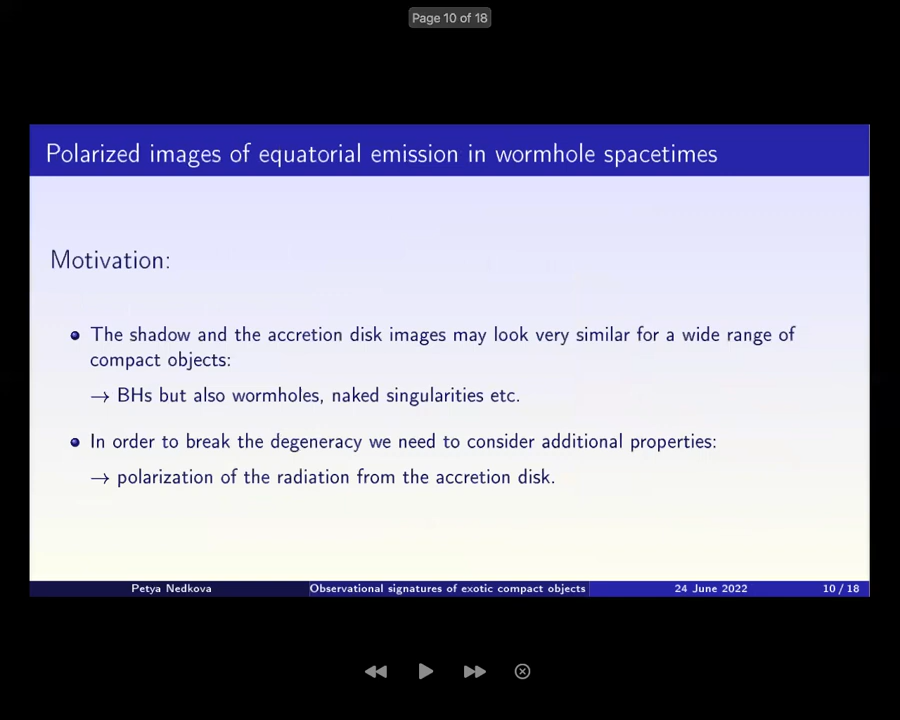 Page 10 of 18
Polarized images of equatorial emission in wormhole spacetimes
Motivation:
The shadow and the accretion disk images may look very similar for a wide range of
compact objects:
→ BHs but also wormholes, naked singularities etc.
In order to break the degeneracy we need to consider additional properties:
→ polarization of the radiation from the accretion disk.
Petya Nedkova Observational signatures of exotic compact objects 24 June 2022 10 / 18